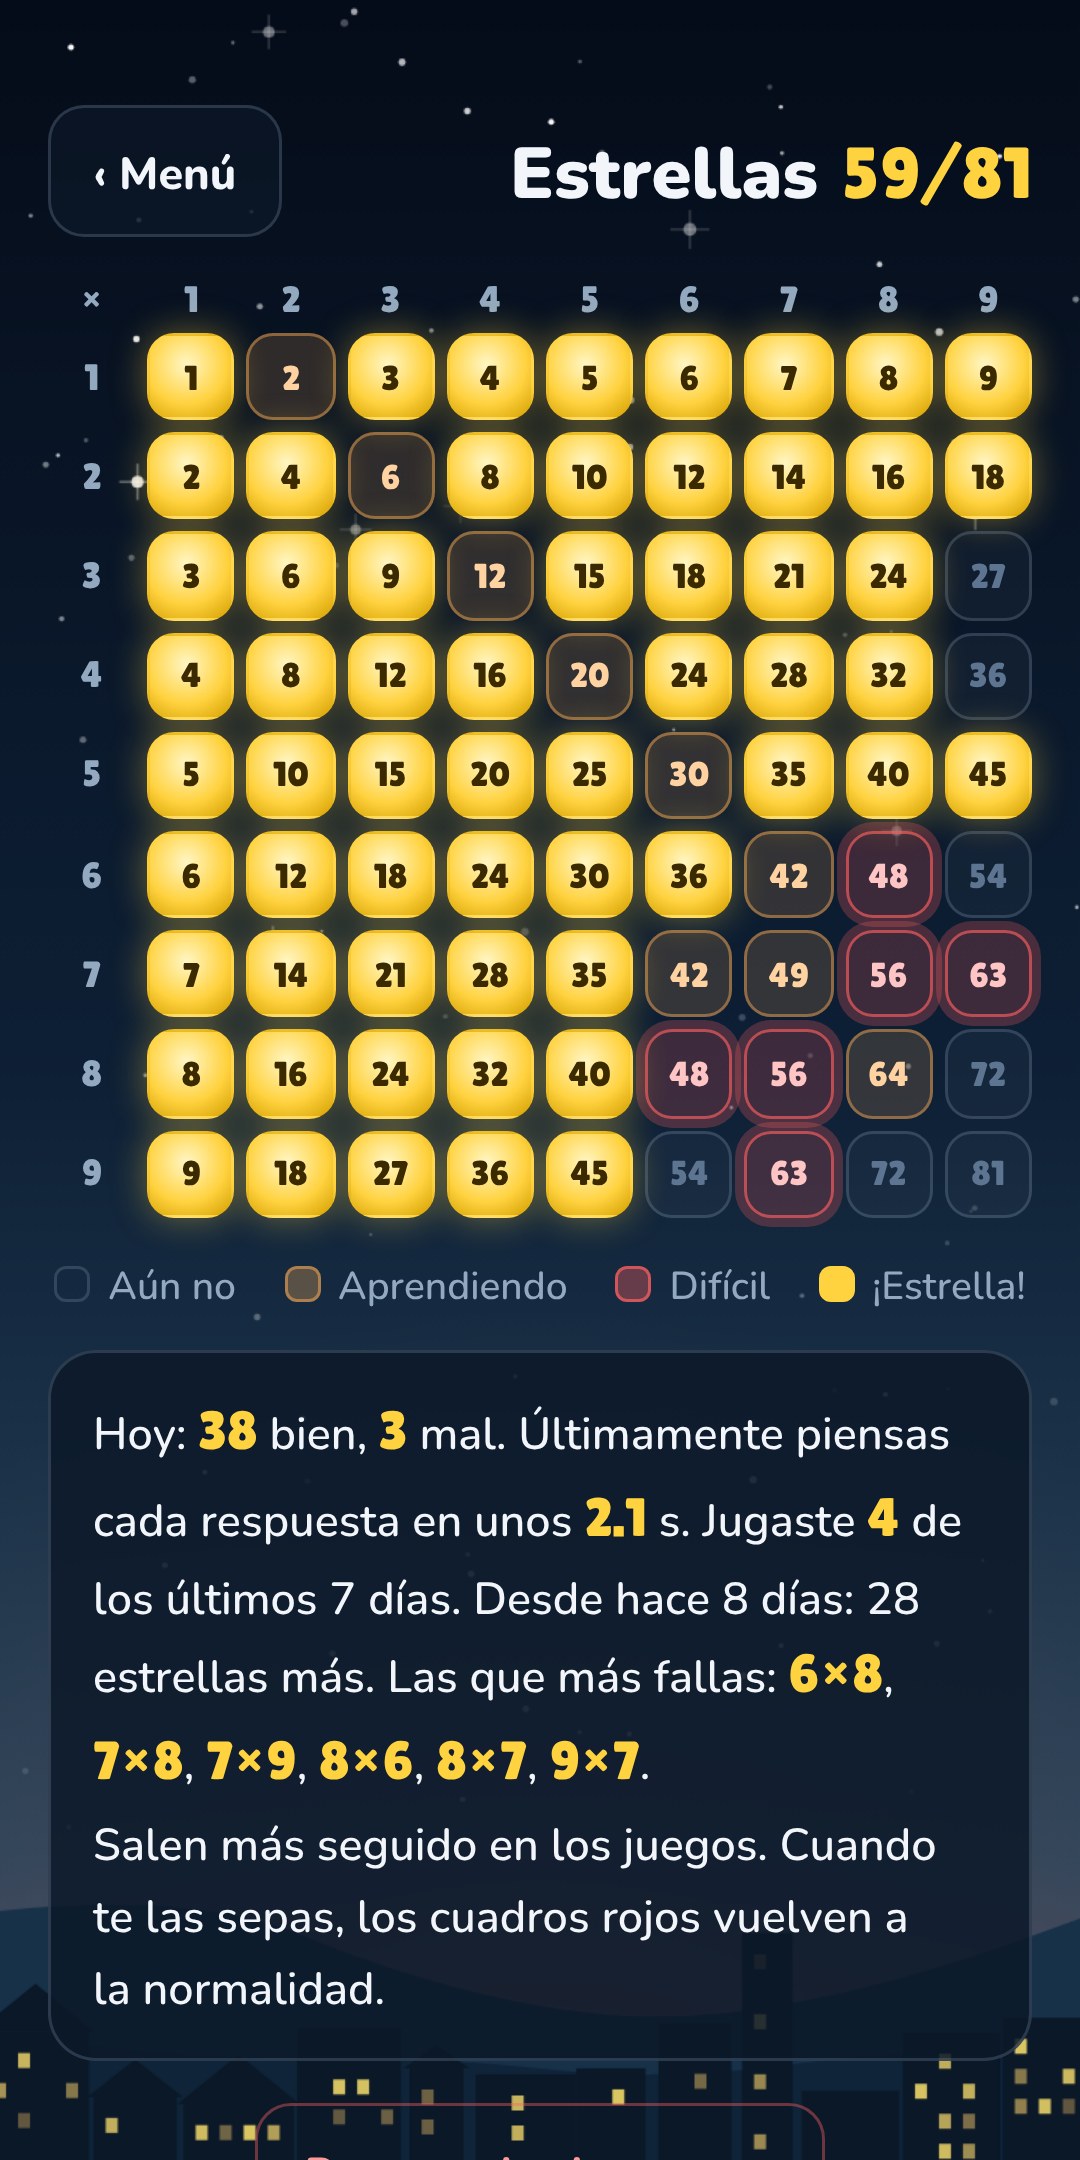 ‹ Menú
Estrellas 59/81
× 1 2 3 4 5 6 7 8 9
1 1 2 3 4 5 6 7 8 9
2 2 4 6 8 10 12 14 16 18
3 3 6 9 12 15 18 21 24 27
4 4 8 12 16 20 24 28 32 36
5 5 10 15 20 25 30 35 40 45
6 6 12 18 24 30 36 42 48 54
7 7 14 21 28 35 42 49 56 63
8 8 16 24 32 40 48 56 64 72
9 9 18 27 36 45 54 63 72 81
Aún no Aprendiendo Difícil ¡Estrella!
Hoy: 38 bien, 3 mal. Últimamente piensas
cada respuesta en unos 2.1 s. Jugaste 4 de
los últimos 7 días. Desde hace 8 días: 28
estrellas más. Las que más fallas: 6×8,
7×8, 7×9, 8×6, 8×7, 9×7.
Salen más seguido en los juegos. Cuando
te las sepas, los cuadros rojos vuelven a
la normalidad.